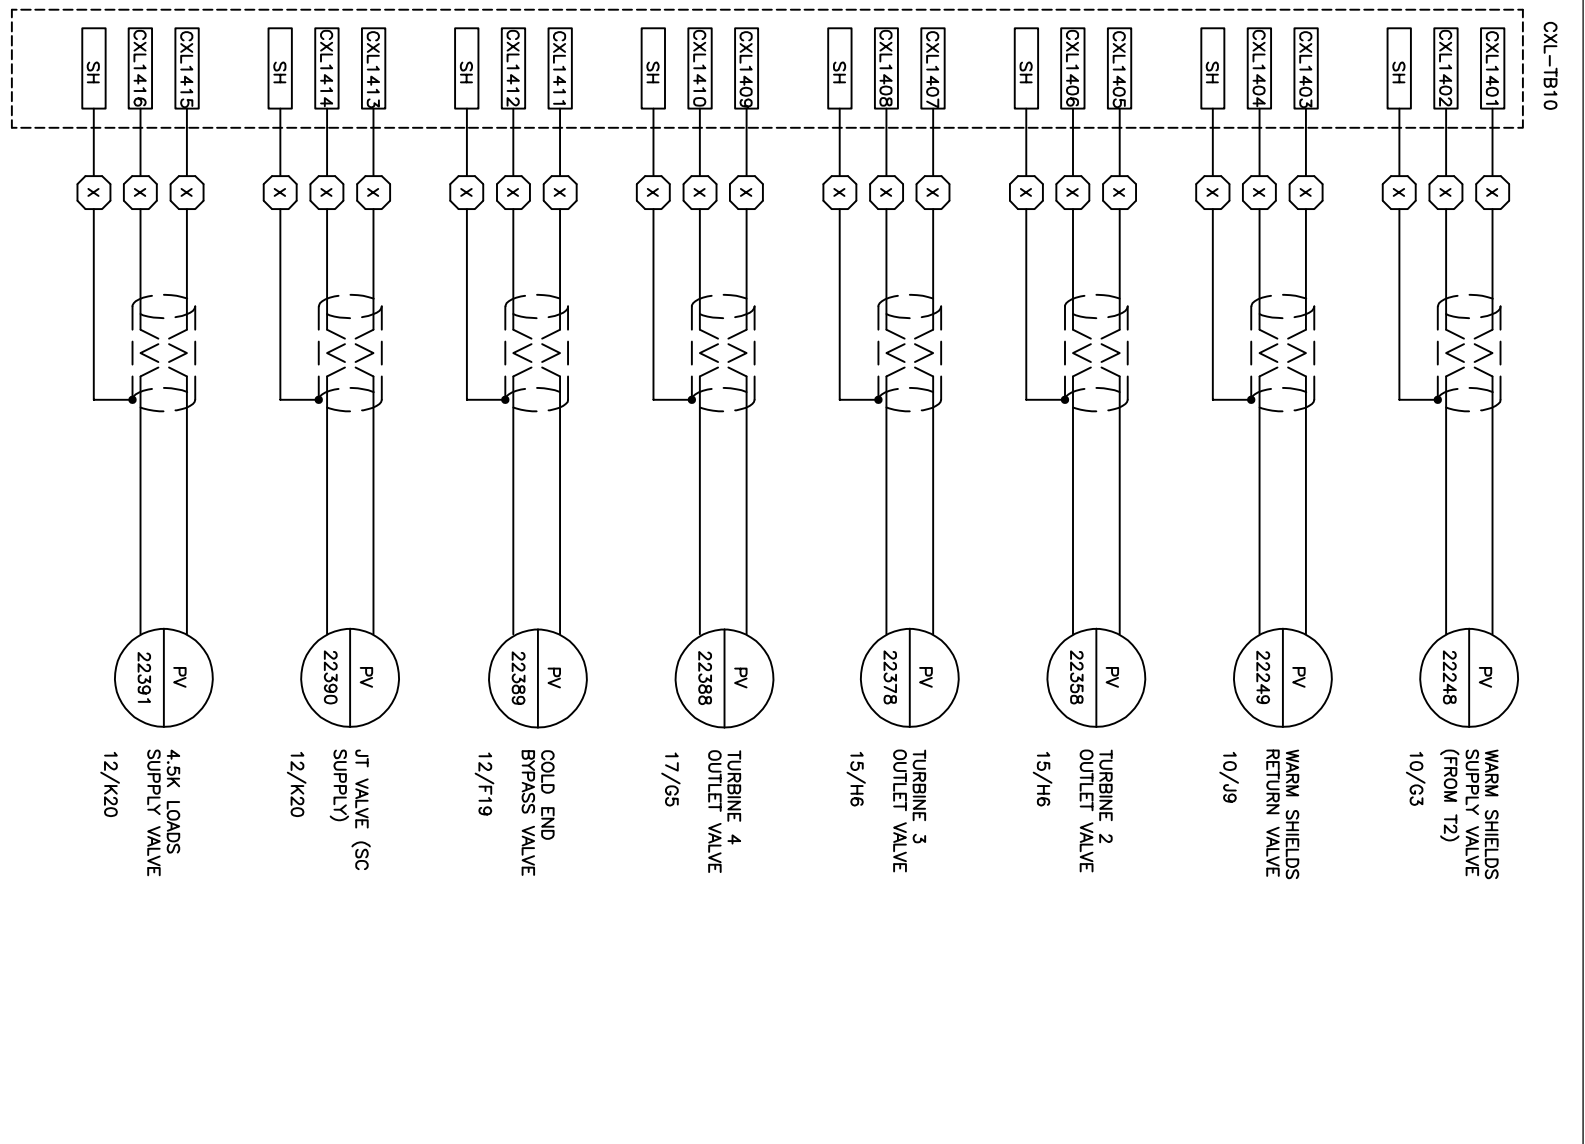 CXL-TB10
CXL1401
CXL1402
SH
X
X
X
PV
22248
WARM SHIELDS
SUPPLY VALVE
(FROM T2)
10/G3
CXL1403
CXL1404
SH
X
X
X
PV
22249
WARM SHIELDS
RETURN VALVE
10/J9
CXL1405
CXL1406
SH
X
X
X
PV
22358
TURBINE 2
OUTLET VALVE
15/H6
CXL1407
CXL1408
SH
X
X
X
PV
22378
TURBINE 3
OUTLET VALVE
15/H6
CXL1409
CXL1410
SH
X
X
X
PV
22388
TURBINE 4
OUTLET VALVE
17/G5
CXL1411
CXL1412
SH
X
X
X
PV
22389
COLD END
BYPASS VALVE
12/F19
CXL1413
CXL1414
SH
X
X
X
PV
22390
JT VALVE (SC
SUPPLY)
12/K20
CXL1415
CXL1416
SH
X
X
X
PV
22391
4.5K LOADS
SUPPLY VALVE
12/K20